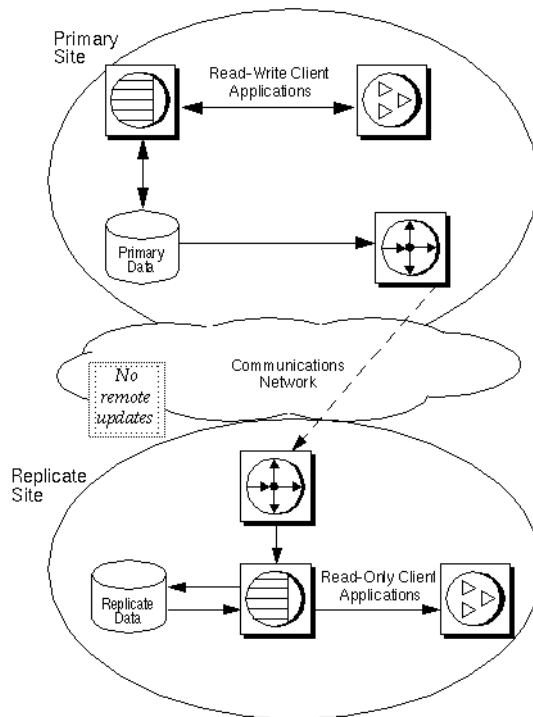 Primary
Site
Read-Write Client
Applications
Primary
Data
Communications
Network
No
remote
updates
Replicate
Site
Read-Only Client
Applications
Replicate
Data